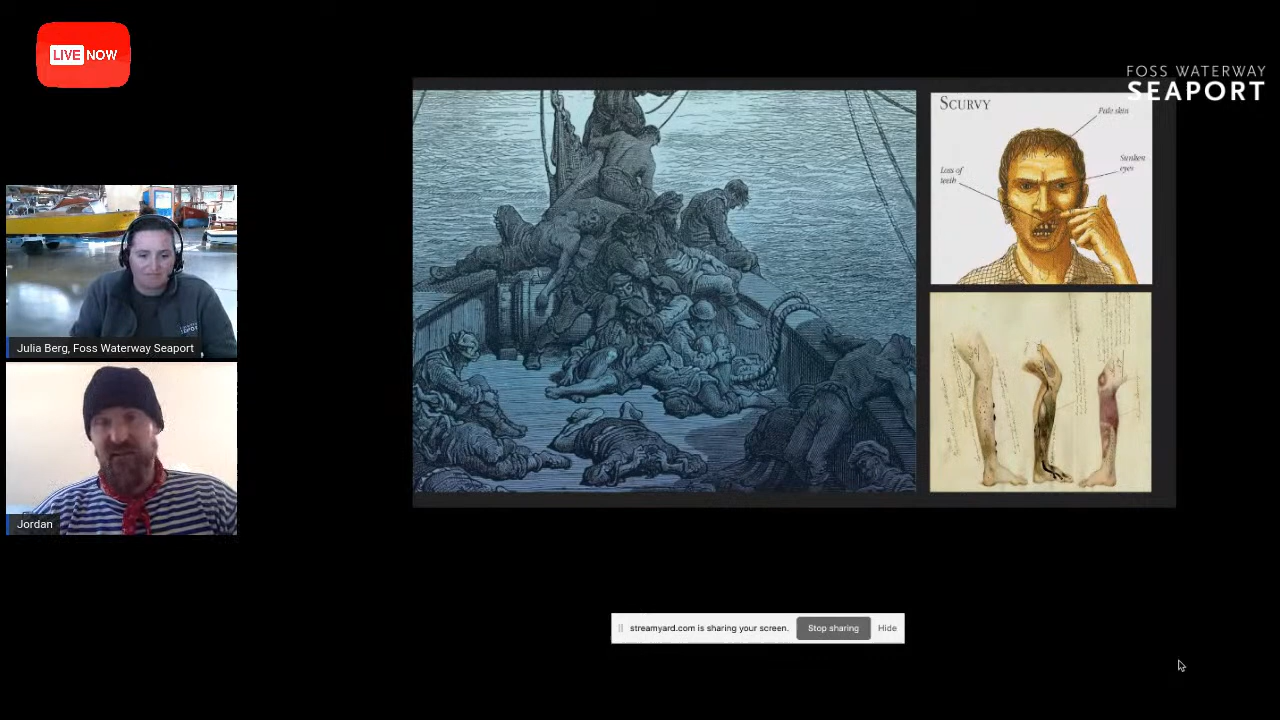 LIVE NOW
FOSS WATERWAY
SEAPORT
SCURVY
Pale skin
Sunken
eyes
Loss of
teeth
Julia Berg, Foss Waterway Seaport
Jordan
streamyard.com is sharing your screen.
Stop sharing
Hide